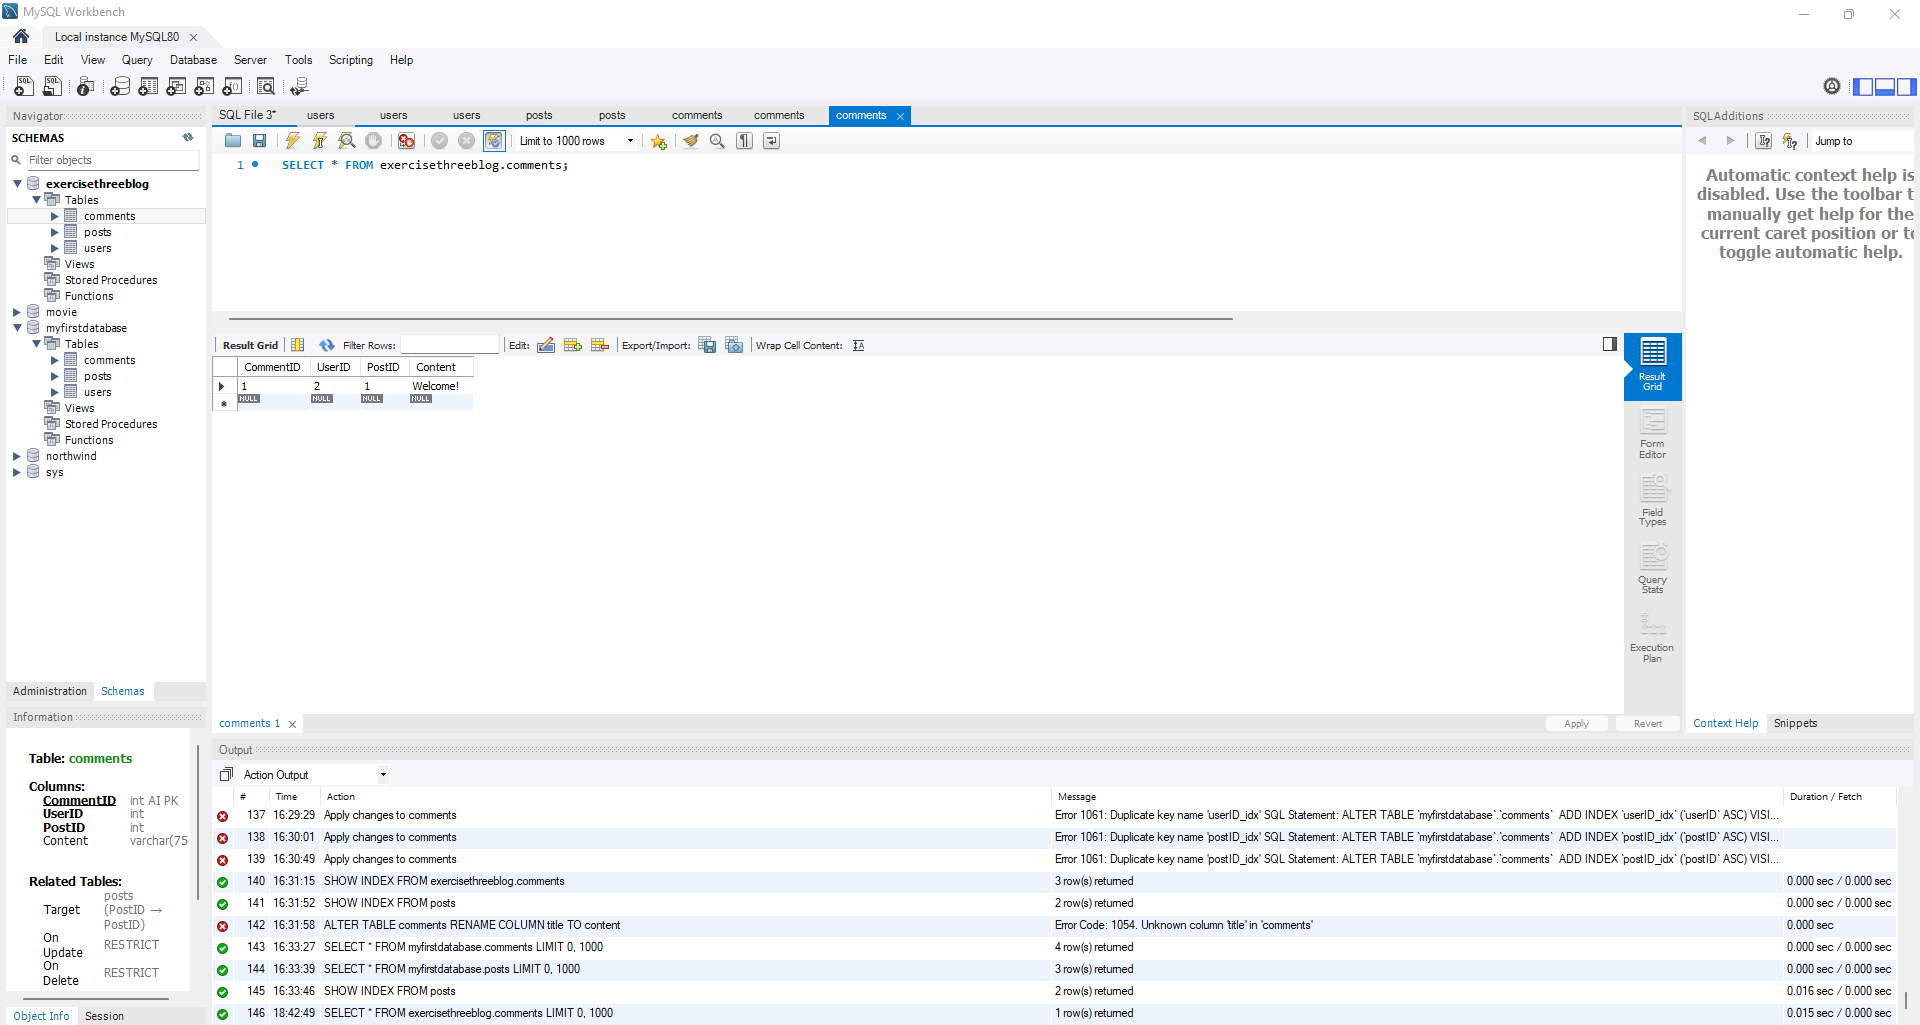 MySQL Workbench
Local instance MySQL80
File Edit View Query Database Server Tools Scripting Help
Navigator
SCHEMAS
Filter objects
exercisethreeblog
Tables
comments
posts
users
Views
Stored Procedures
Functions
movie
myfirstdatabase
Tables
comments
posts
users
Views
Stored Procedures
Functions
northwind
sys
Administration Schemas
Information
Table: comments
Columns:
CommentID int AI PK
UserID int
PostID int
Content varchar(75
Related Tables:
Target posts (PostID → PostID)
On Update RESTRICT
On Delete RESTRICT
Object Info Session
SQL File 3* users users users posts posts comments comments comments
Limit to 1000 rows
1 SELECT * FROM exercisethreeblog.comments;
Result Grid Filter Rows: Edit: Export/Import: Wrap Cell Content:
CommentID UserID PostID Content
1 2 1 Welcome!
NULL NULL NULL NULL
Result Grid
Form Editor
Field Types
Query Stats
Execution Plan
comments 1 Apply Revert
SQLAdditions
Jump to
Automatic context help is
disabled. Use the toolbar t
manually get help for the
current caret position or to
toggle automatic help.
Context Help Snippets
Output
Action Output
# Time Action Message Duration / Fetch
137 16:29:29 Apply changes to comments Error 1061: Duplicate key name 'userID_idx' SQL Statement: ALTER TABLE `myfirstdatabase`.`comments` ADD INDEX `userID_idx` (`userID` ASC) VISI...
138 16:30:01 Apply changes to comments Error 1061: Duplicate key name 'postID_idx' SQL Statement: ALTER TABLE `myfirstdatabase`.`comments` ADD INDEX `postID_idx` (`postID` ASC) VISI...
139 16:30:49 Apply changes to comments Error 1061: Duplicate key name 'postID_idx' SQL Statement: ALTER TABLE `myfirstdatabase`.`comments` ADD INDEX `postID_idx` (`postID` ASC) VISI...
140 16:31:15 SHOW INDEX FROM exercisethreeblog.comments 3 row(s) returned 0.000 sec / 0.000 sec
141 16:31:52 SHOW INDEX FROM posts 2 row(s) returned 0.000 sec / 0.000 sec
142 16:31:58 ALTER TABLE comments RENAME COLUMN title TO content Error Code: 1054. Unknown column 'title' in 'comments' 0.000 sec
143 16:33:27 SELECT * FROM myfirstdatabase.comments LIMIT 0, 1000 4 row(s) returned 0.000 sec / 0.000 sec
144 16:33:39 SELECT * FROM myfirstdatabase.posts LIMIT 0, 1000 3 row(s) returned 0.000 sec / 0.000 sec
145 16:33:46 SHOW INDEX FROM posts 2 row(s) returned 0.016 sec / 0.000 sec
146 18:42:49 SELECT * FROM exercisethreeblog.comments LIMIT 0, 1000 1 row(s) returned 0.015 sec / 0.000 sec